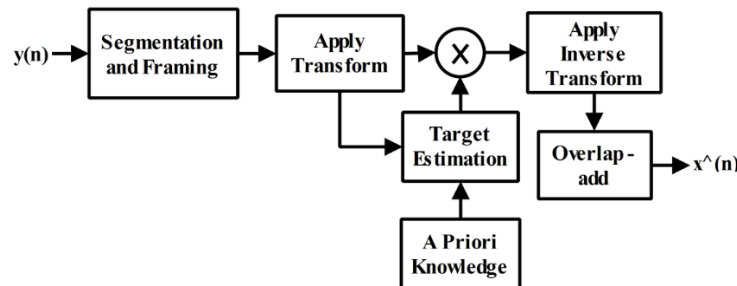 y(n)
Segmentation
and Framing
Apply
Transform
X
Apply
Inverse
Transform
Target
Estimation
Overlap -
add
x^(n)
A Priori
Knowledge